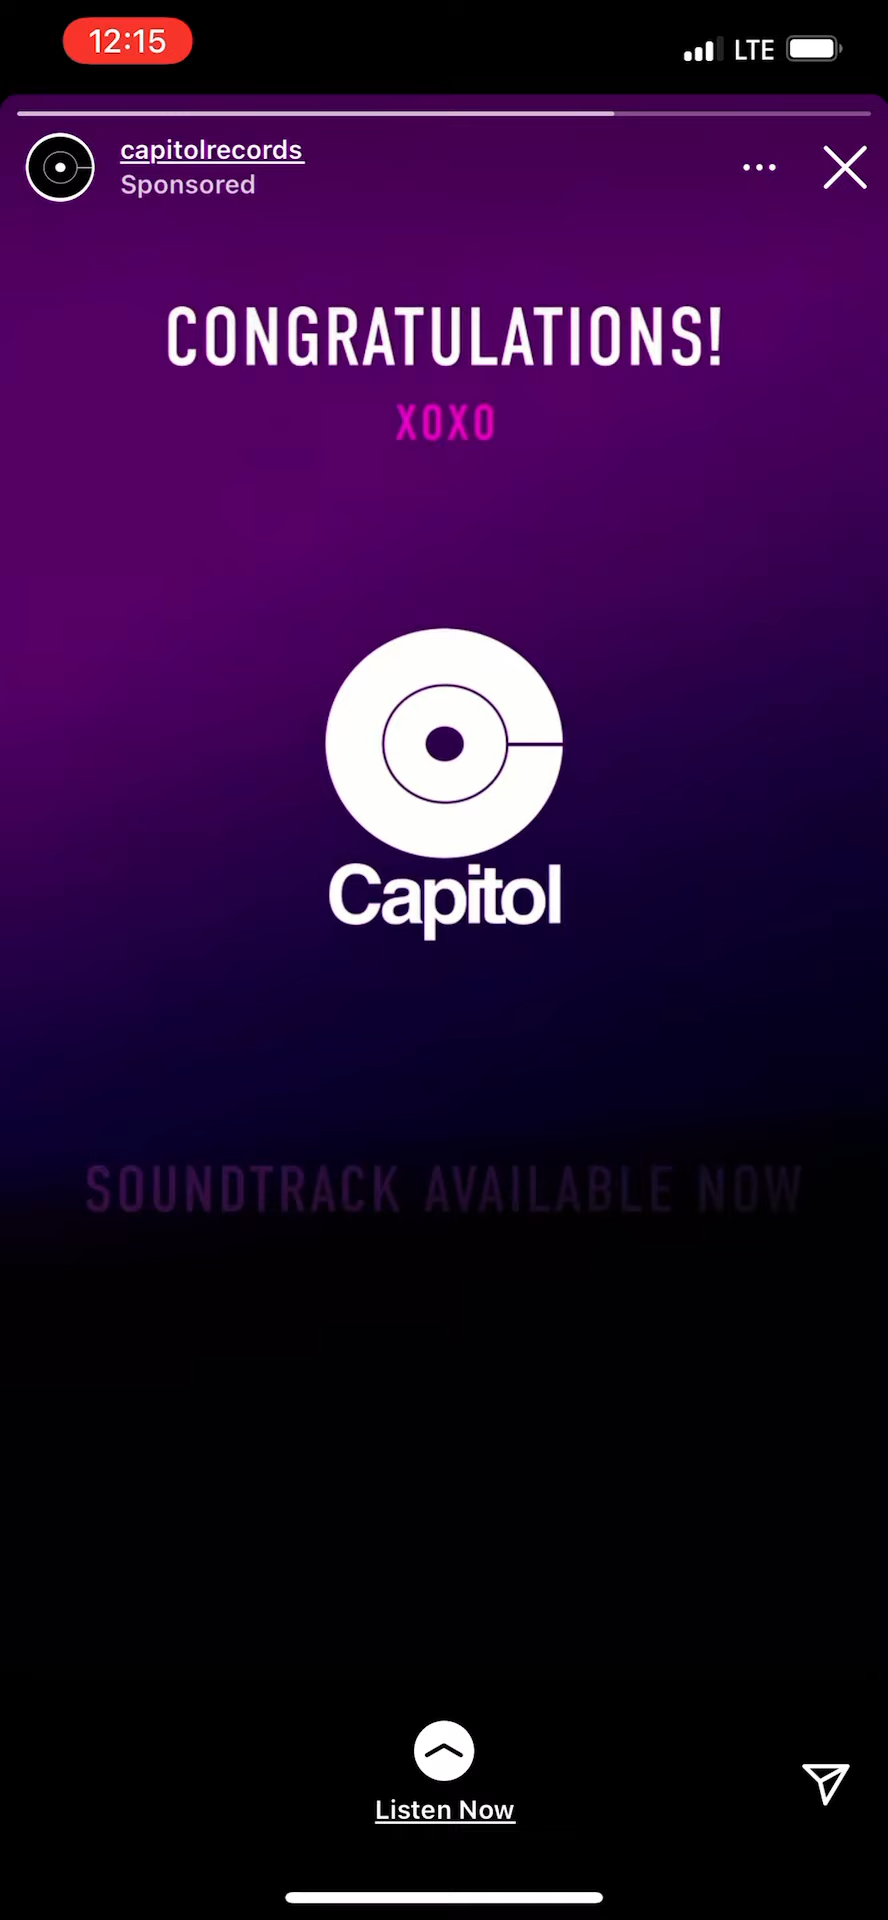 12:15
LTE
capitolrecords
Sponsored
CONGRATULATIONS!
XOXO
Capitol
SOUNDTRACK AVAILABLE NOW
Listen Now